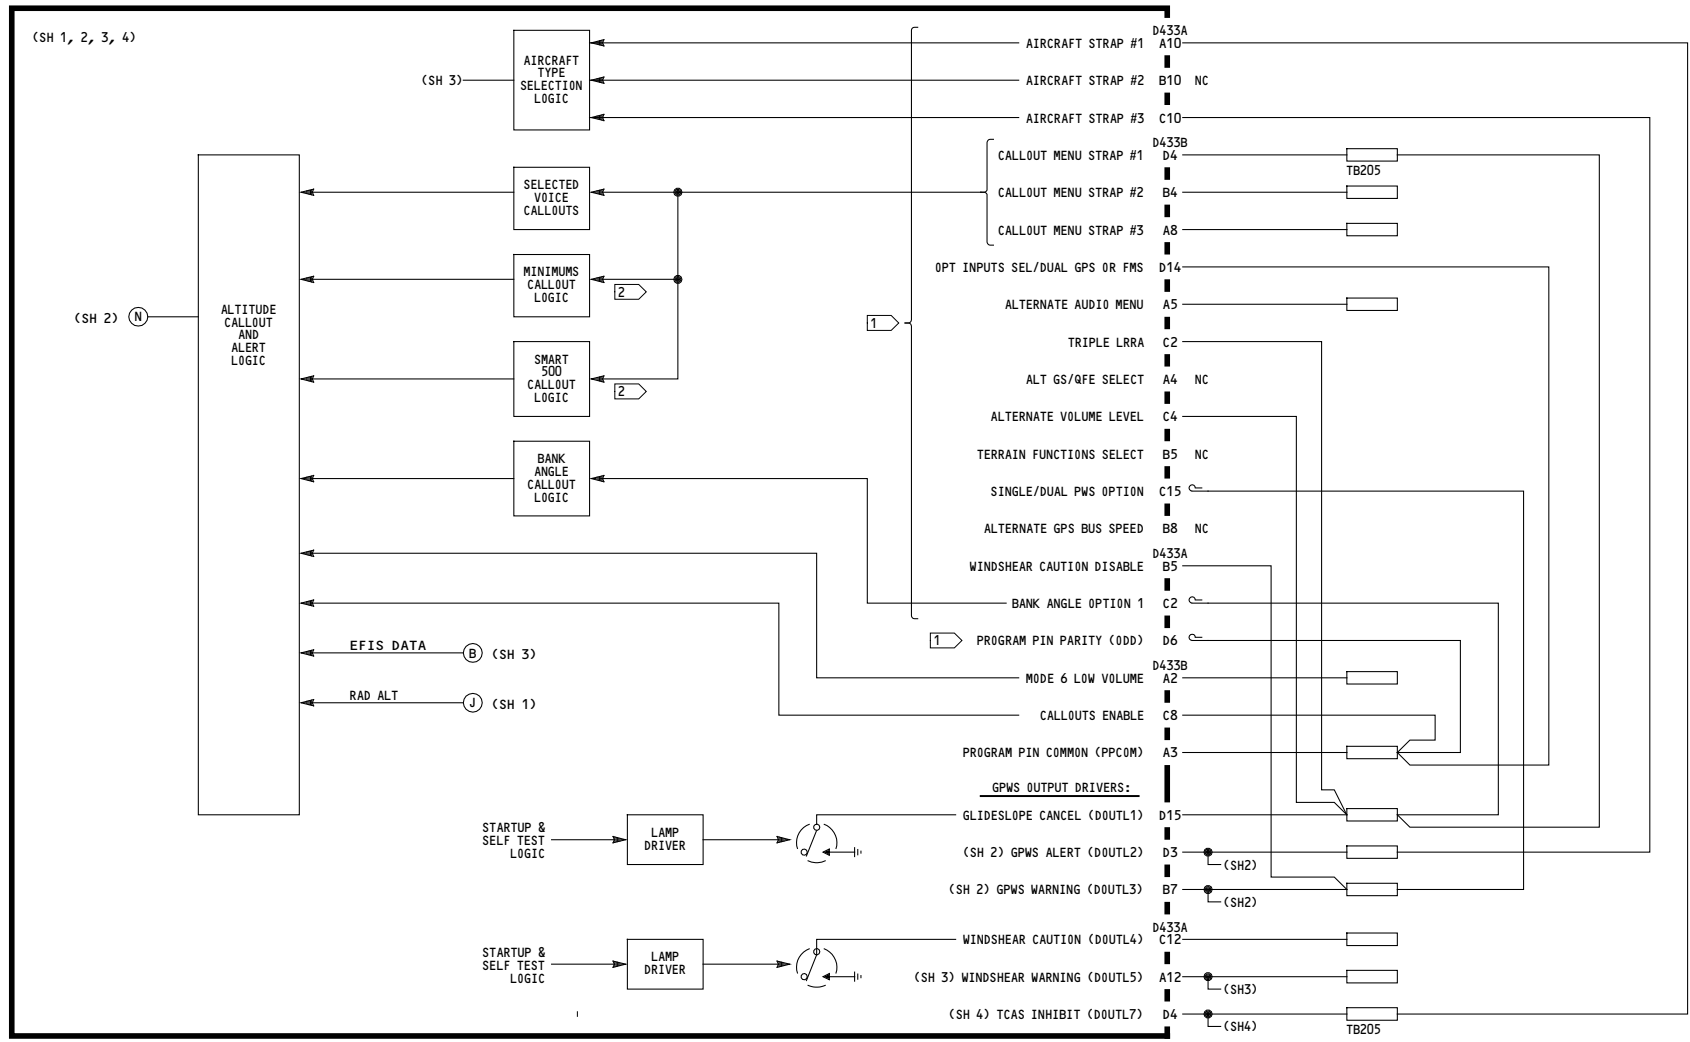 (SH 1, 2, 3, 4)
AIRCRAFT
TYPE
SELECTION
LOGIC
(SH 3)
SELECTED
VOICE
CALLOUTS
MINIMUMS
CALLOUT
LOGIC
2
SMART
500
CALLOUT
LOGIC
2
BANK
ANGLE
CALLOUT
LOGIC
(SH 2) N
ALTITUDE
CALLOUT
AND
ALERT
LOGIC
EFIS DATA B (SH 3)
RAD ALT J (SH 1)
1
D433A
AIRCRAFT STRAP #1 A10
AIRCRAFT STRAP #2 B10 NC
AIRCRAFT STRAP #3 C10
D433B
CALLOUT MENU STRAP #1 D4
TB205
CALLOUT MENU STRAP #2 B4
CALLOUT MENU STRAP #3 A8
OPT INPUTS SEL/DUAL GPS OR FMS D14
ALTERNATE AUDIO MENU A5
TRIPLE LRRA C2
ALT GS/QFE SELECT A4 NC
ALTERNATE VOLUME LEVEL C4
TERRAIN FUNCTIONS SELECT B5 NC
SINGLE/DUAL PWS OPTION C15
ALTERNATE GPS BUS SPEED B8 NC
D433A
WINDSHEAR CAUTION DISABLE B5
BANK ANGLE OPTION 1 C2
1 PROGRAM PIN PARITY (ODD) D6
D433B
MODE 6 LOW VOLUME A2
CALLOUTS ENABLE C8
PROGRAM PIN COMMON (PPCOM) A3
GPWS OUTPUT DRIVERS:
GLIDESLOPE CANCEL (DOUTL1) D15
STARTUP &
SELF TEST
LOGIC
LAMP
DRIVER
(SH 2) GPWS ALERT (DOUTL2) D3
(SH2)
(SH 2) GPWS WARNING (DOUTL3) B7
(SH2)
D433A
WINDSHEAR CAUTION (DOUTL4) C12
STARTUP &
SELF TEST
LOGIC
LAMP
DRIVER
(SH 3) WINDSHEAR WARNING (DOUTL5) A12
(SH3)
(SH 4) TCAS INHIBIT (DOUTL7) D4
(SH4)
TB205